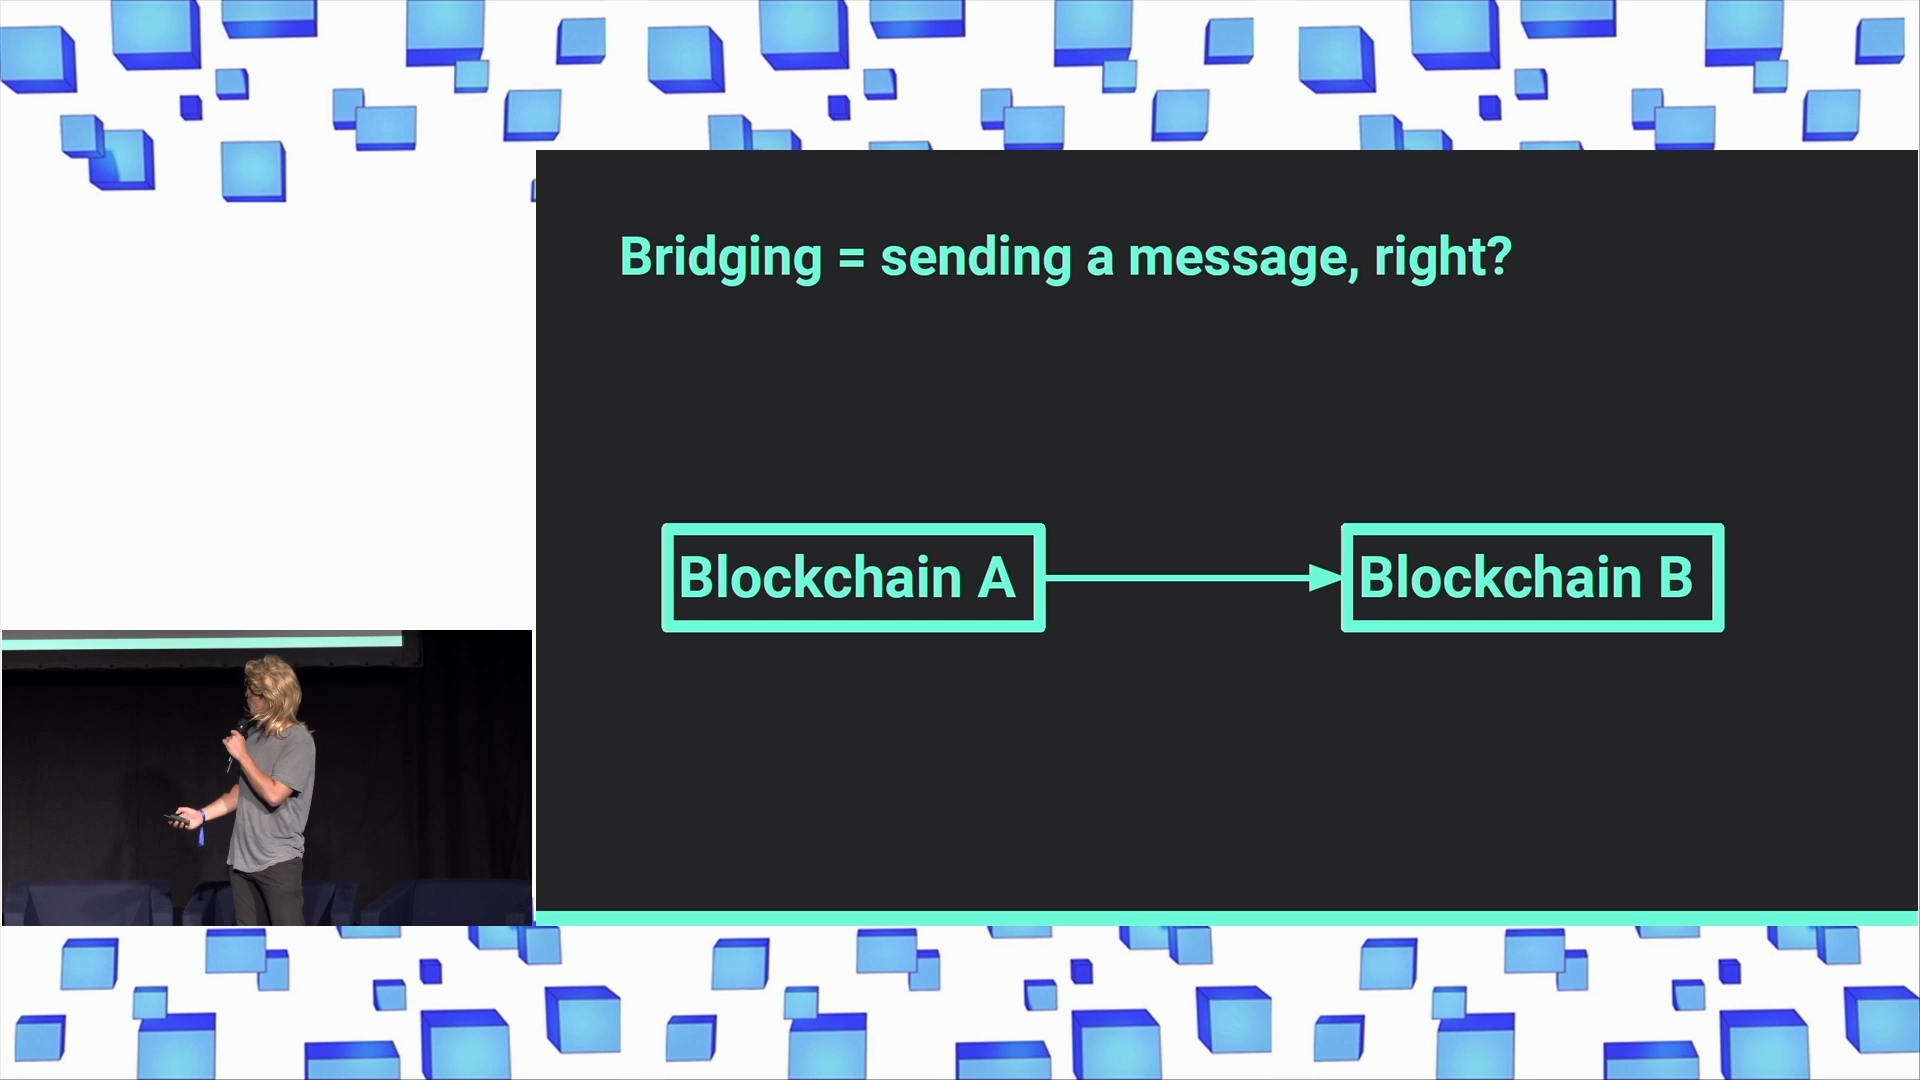 Bridging = sending a message, right?
Blockchain A
Blockchain B